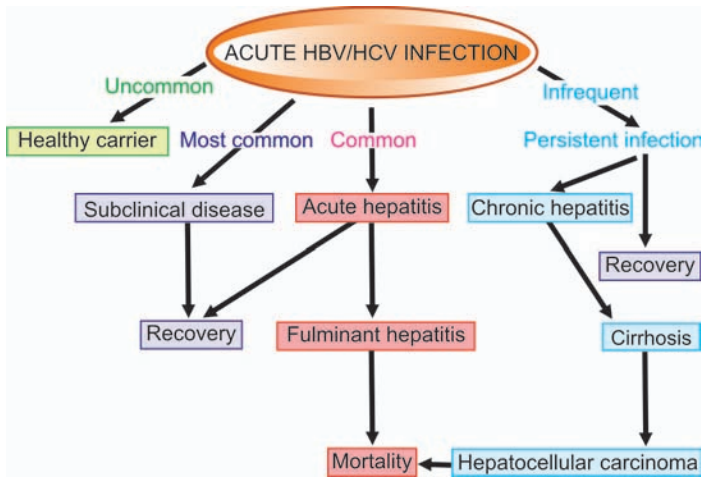 ACUTE HBV/HCV INFECTION
Uncommon
Infrequent
Healthy carrier
Most common
Common
Persistent infection
Subclinical disease
Acute hepatitis
Chronic hepatitis
Recovery
Recovery
Fulminant hepatitis
Cirrhosis
Mortality
Hepatocellular carcinoma